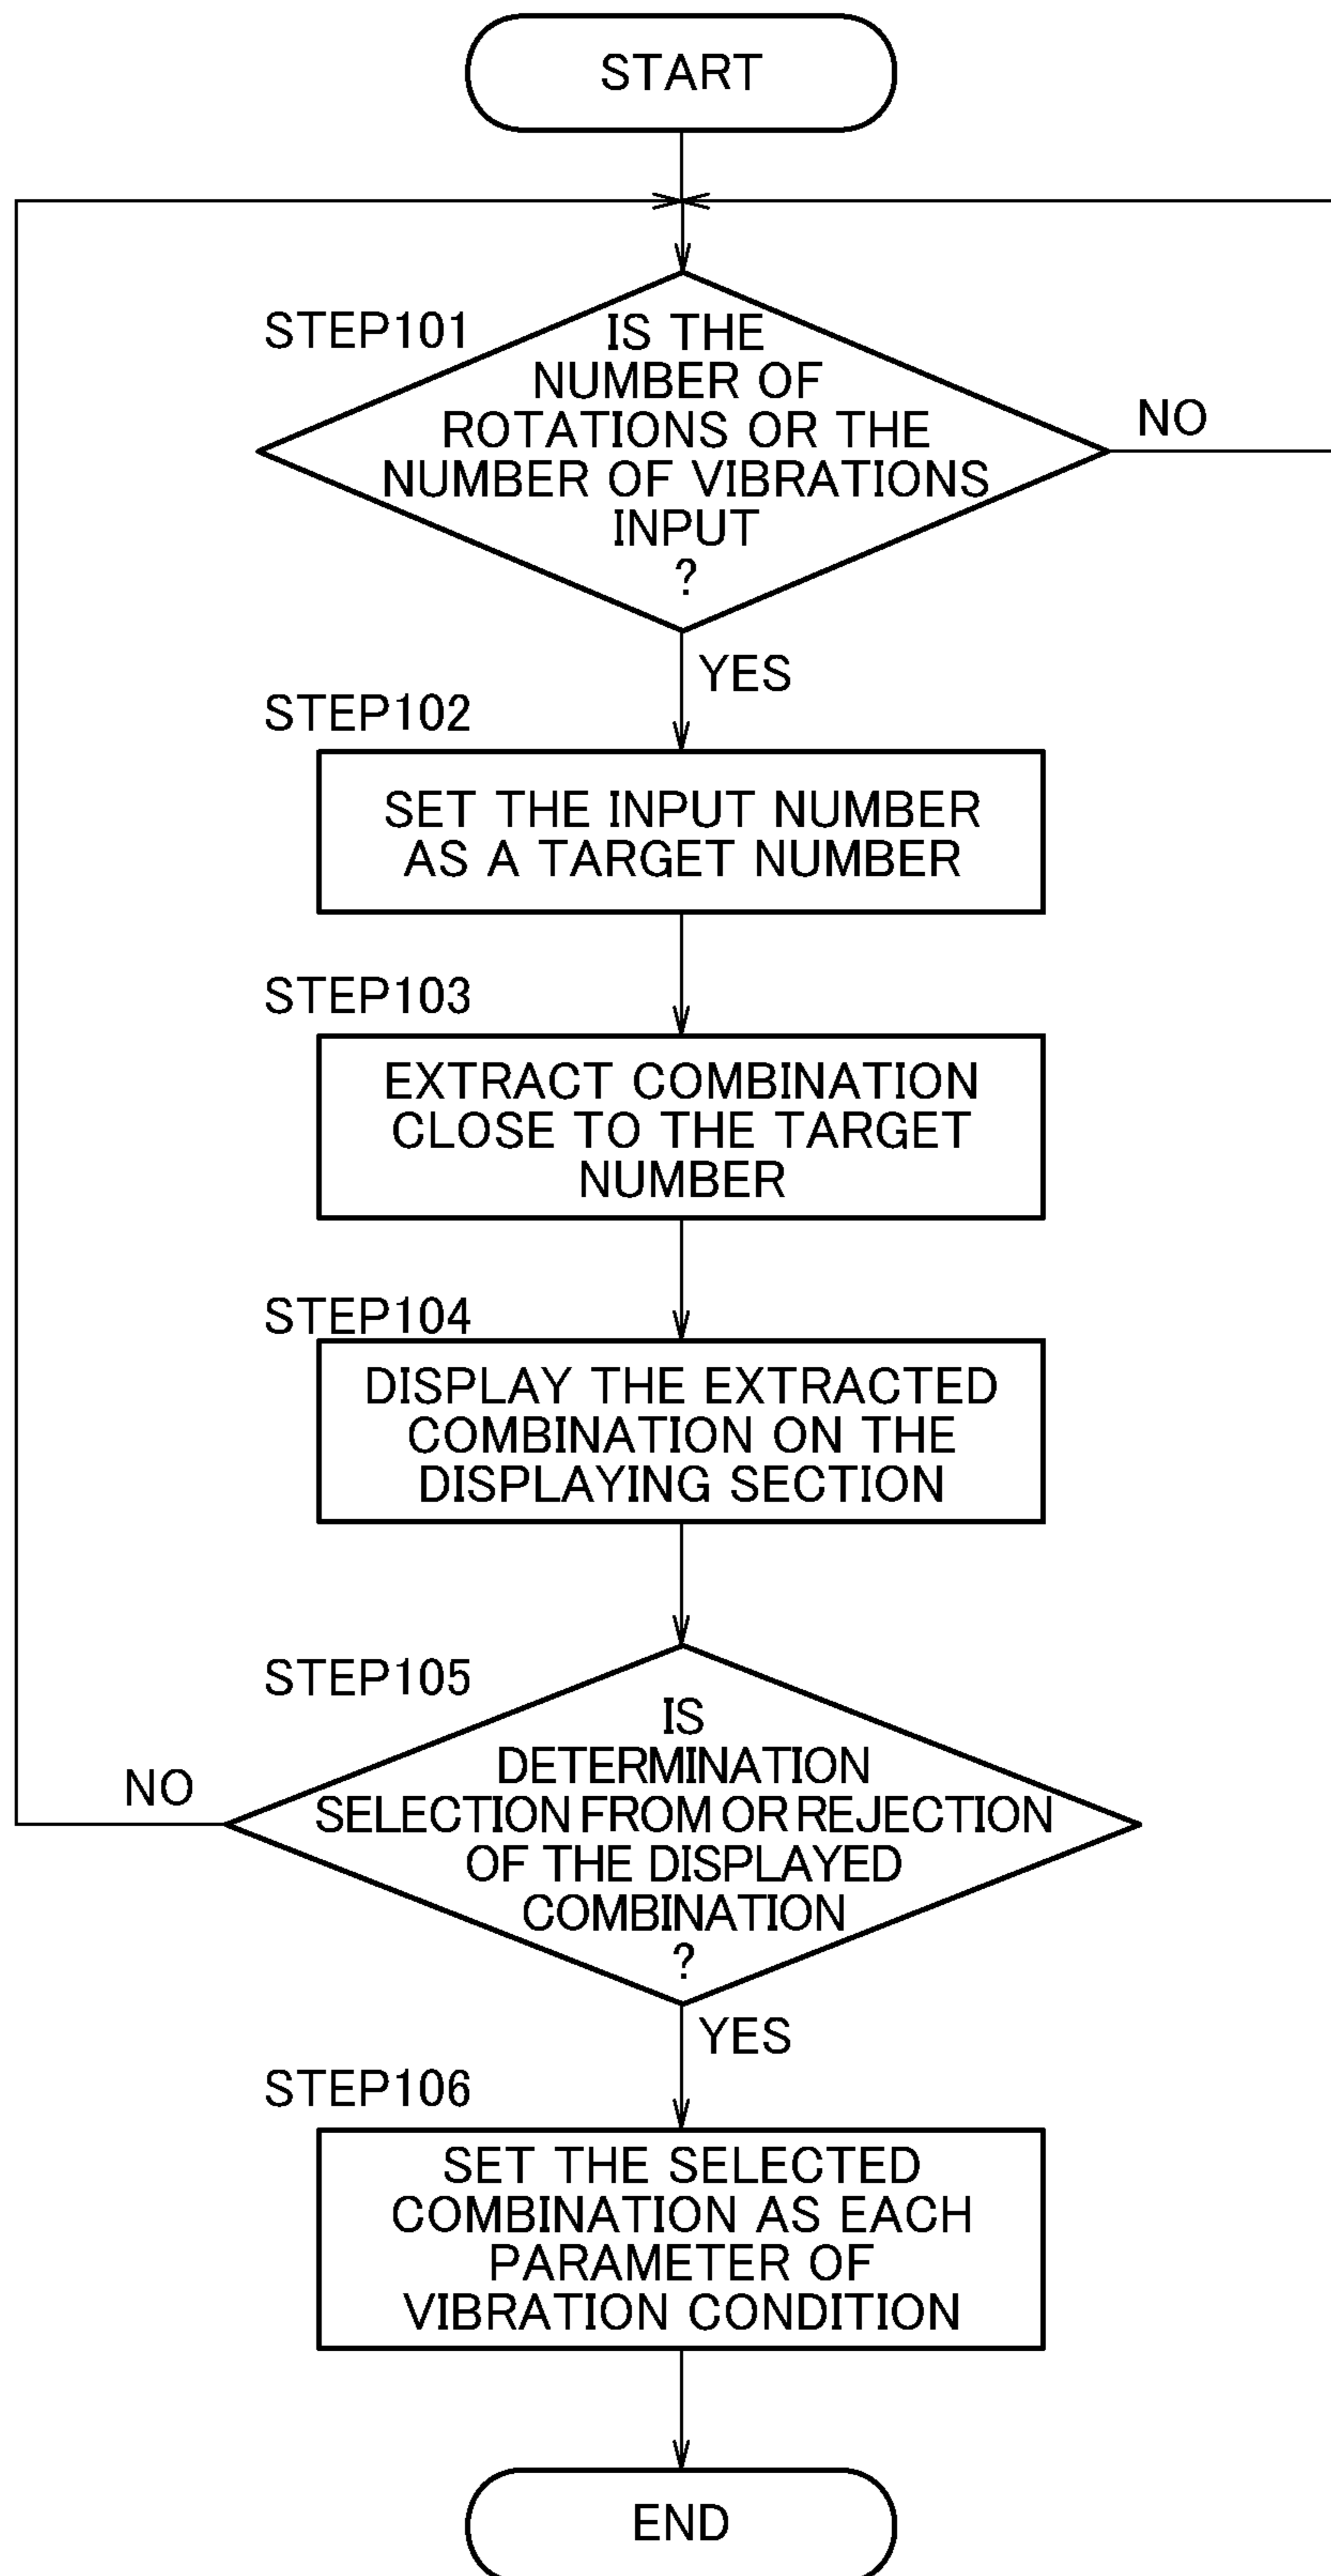 START
STEP101
IS THE
NUMBER OF
ROTATIONS OR THE
NUMBER OF VIBRATIONS
INPUT
?
NO
YES
STEP102
SET THE INPUT NUMBER
AS A TARGET NUMBER
STEP103
EXTRACT COMBINATION
CLOSE TO THE TARGET
NUMBER
STEP104
DISPLAY THE EXTRACTED
COMBINATION ON THE
DISPLAYING SECTION
STEP105
IS
DETERMINATION
SELECTION FROM OR REJECTION
OF THE DISPLAYED
COMBINATION
?
NO
YES
STEP106
SET THE SELECTED
COMBINATION AS EACH
PARAMETER OF
VIBRATION CONDITION
END